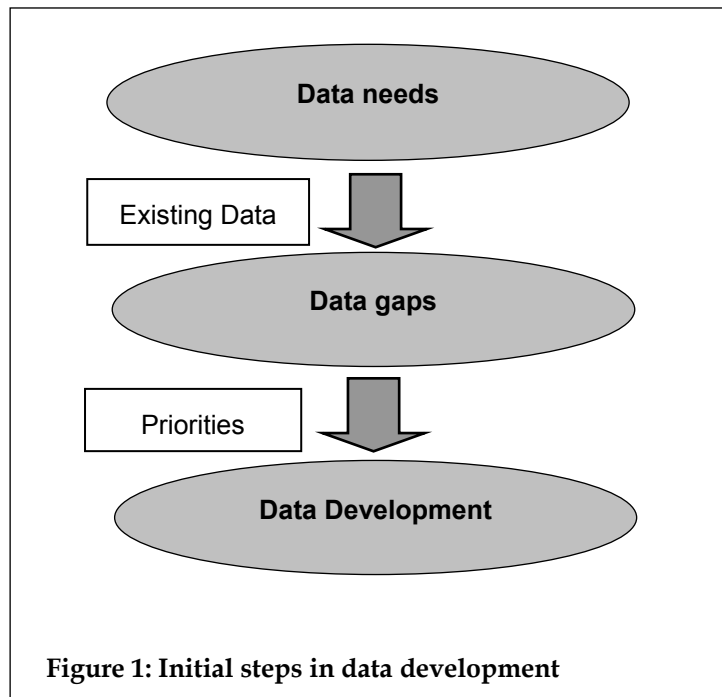 Data needs
Existing Data
Data gaps
Priorities
Data Development
Figure 1: Initial steps in data development